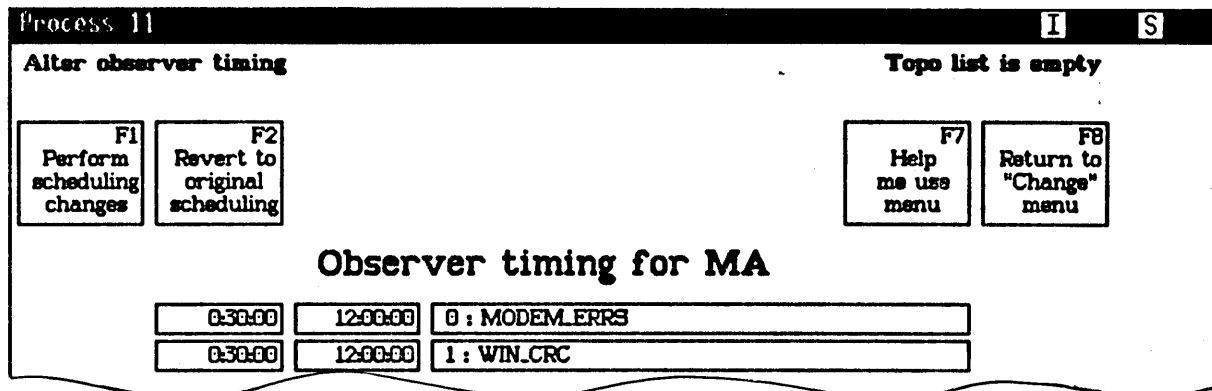 Process 11 I S
Alter observer timing Topo list is empty
F1
Perform
scheduling
changes
F2
Revert to
original
scheduling
F7
Help
me use
menu
F8
Return to
"Change"
menu
Observer timing for MA
0:30:00 12:00:00 0 : MODEM_ERRS
0:30:00 12:00:00 1 : WIN_CRC